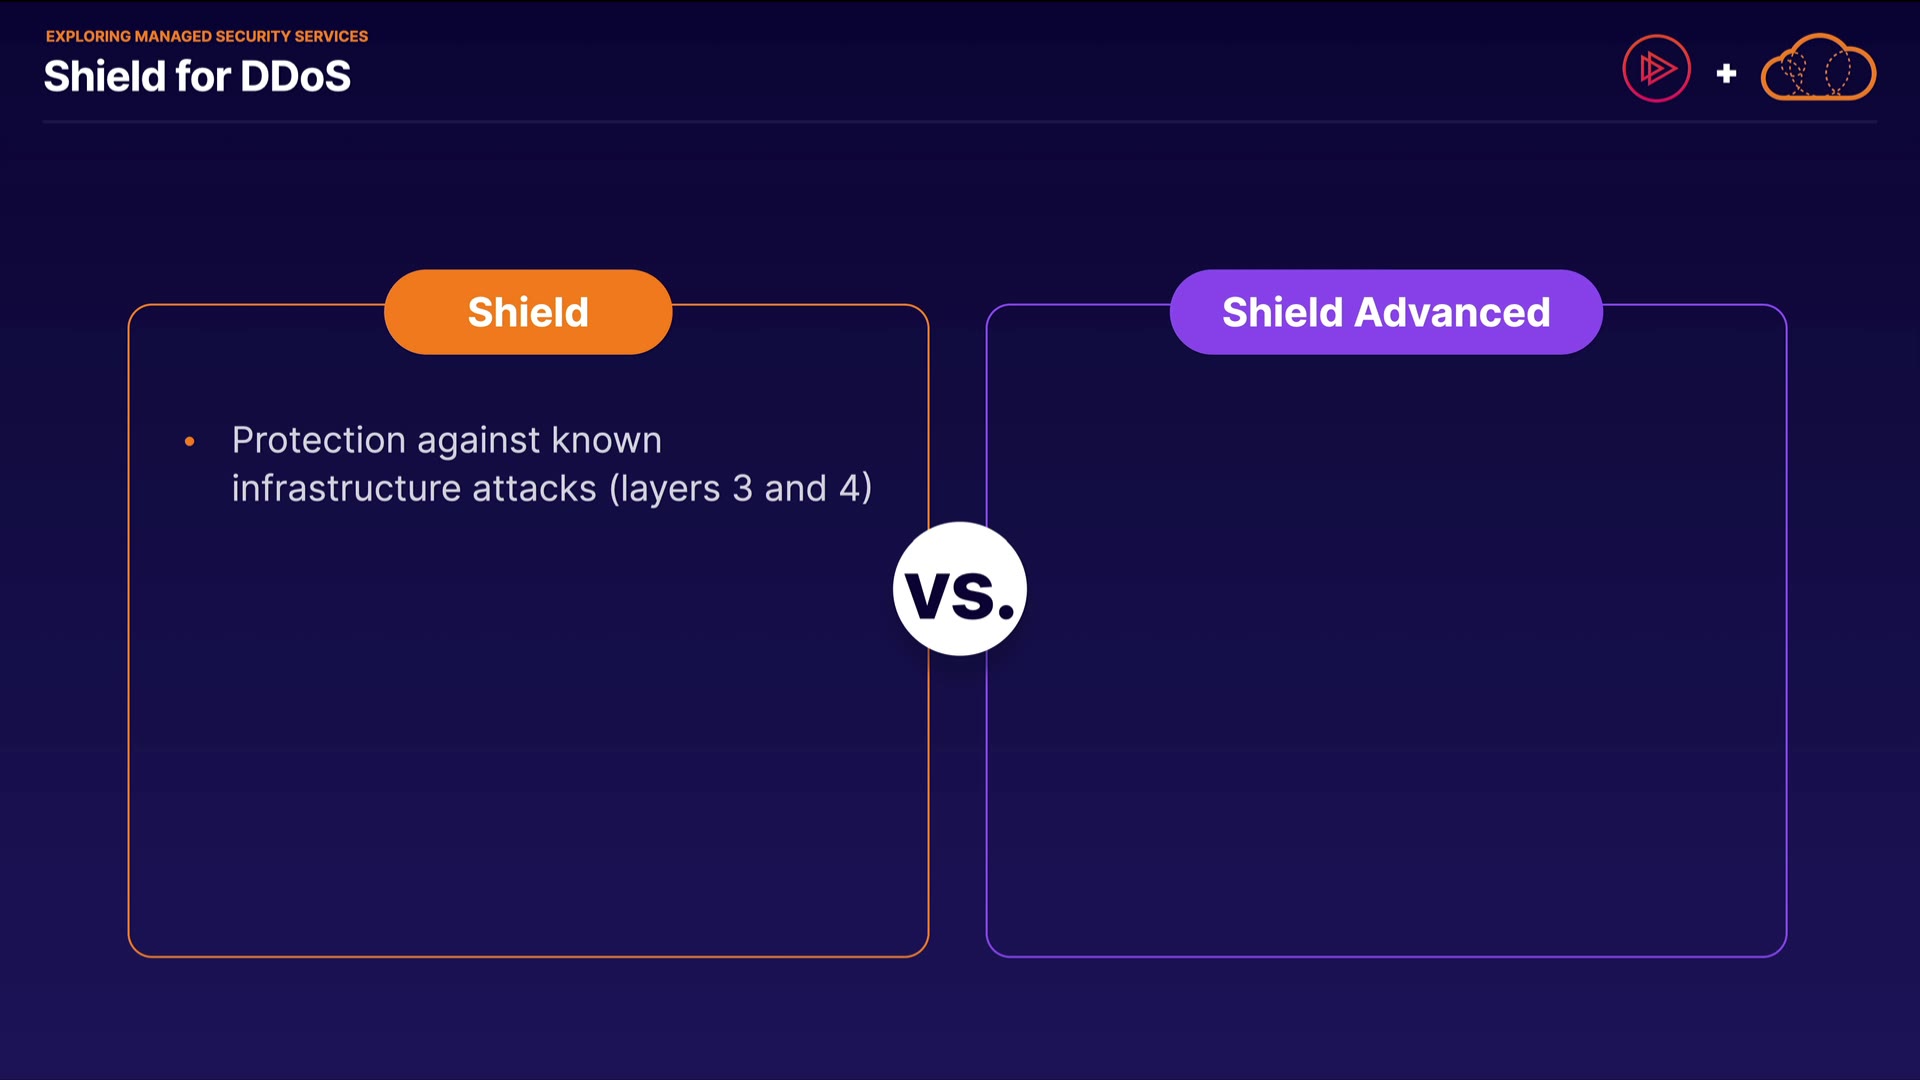 EXPLORING MANAGED SECURITY SERVICES
Shield for DDoS
+
Shield
Shield Advanced
• Protection against known
infrastructure attacks (layers 3 and 4)
vs.